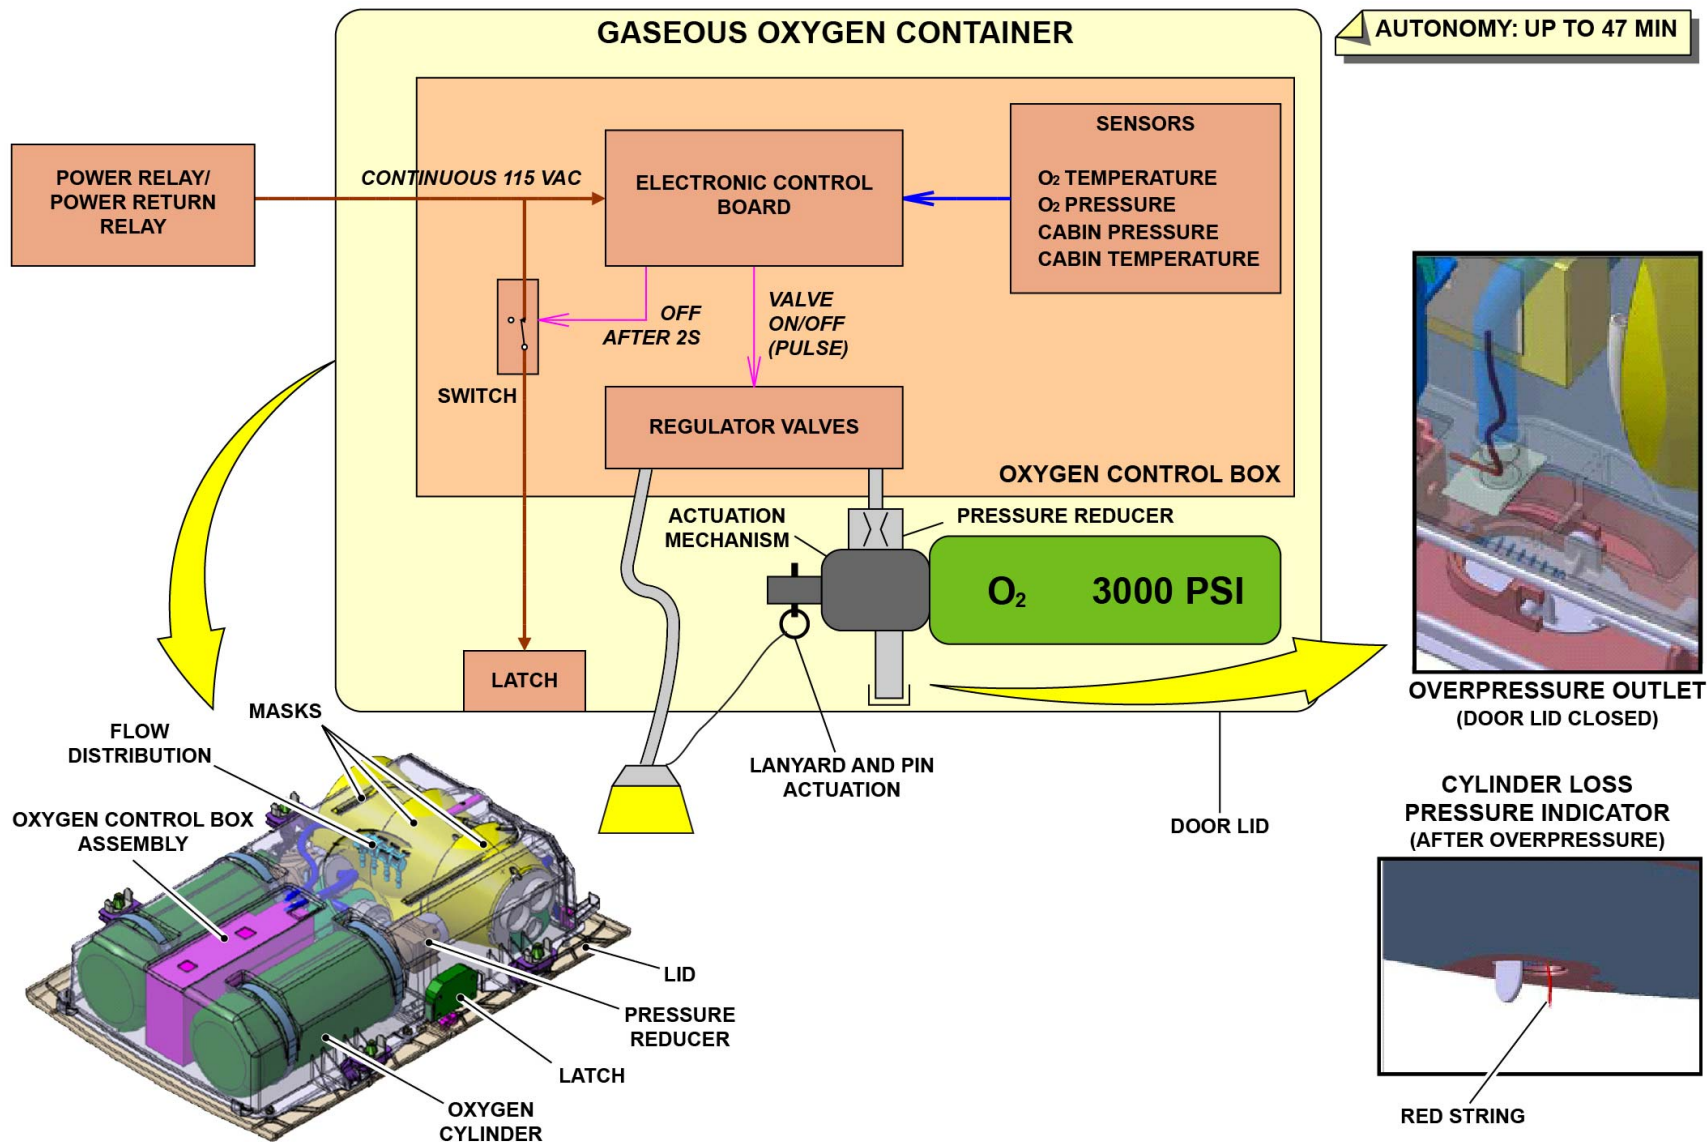 GASEOUS OXYGEN CONTAINER
AUTONOMY: UP TO 47 MIN
POWER RELAY/
POWER RETURN
RELAY
CONTINUOUS 115 VAC
ELECTRONIC CONTROL
BOARD
SENSORS
O₂ TEMPERATURE
O₂ PRESSURE
CABIN PRESSURE
CABIN TEMPERATURE
OFF
AFTER 2S
VALVE
ON/OFF
(PULSE)
SWITCH
REGULATOR VALVES
OXYGEN CONTROL BOX
ACTUATION
MECHANISM
PRESSURE REDUCER
O₂ 3000 PSI
LATCH
LANYARD AND PIN
ACTUATION
DOOR LID
OVERPRESSURE OUTLET
(DOOR LID CLOSED)
CYLINDER LOSS
PRESSURE INDICATOR
(AFTER OVERPRESSURE)
RED STRING
MASKS
FLOW
DISTRIBUTION
OXYGEN CONTROL BOX
ASSEMBLY
LID
PRESSURE
REDUCER
LATCH
OXYGEN
CYLINDER